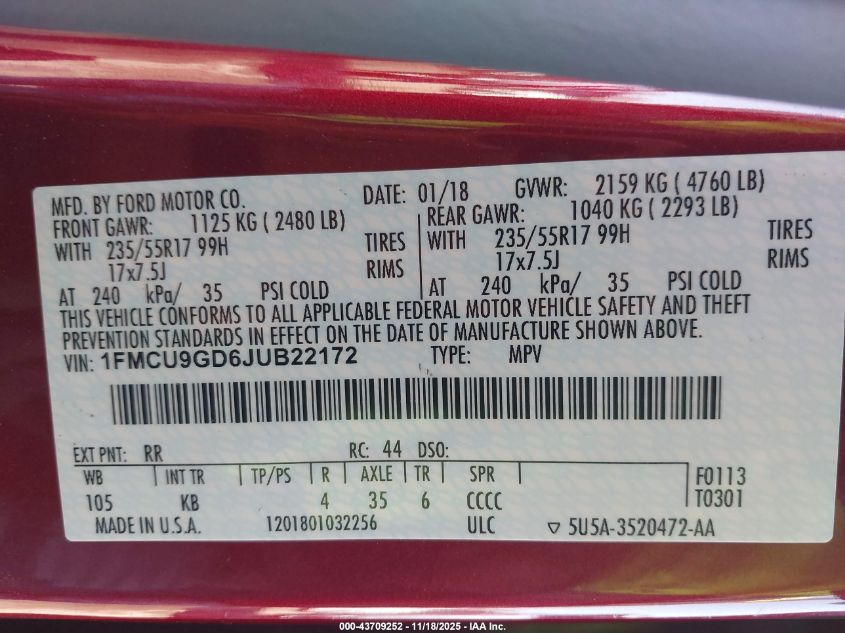 MFD. BY FORD MOTOR CO. DATE: 01/18 GVWR: 2159 KG ( 4760 LB)
FRONT GAWR: 1125 KG ( 2480 LB) REAR GAWR: 1040 KG ( 2293 LB)
WITH 235/55R17 99H TIRES WITH 235/55R17 99H TIRES
17x7.5J RIMS 17x7.5J RIMS
AT 240 kPa/ 35 PSI COLD AT 240 kPa/ 35 PSI COLD
THIS VEHICLE CONFORMS TO ALL APPLICABLE FEDERAL MOTOR VEHICLE SAFETY AND THEFT
PREVENTION STANDARDS IN EFFECT ON THE DATE OF MANUFACTURE SHOWN ABOVE.
VIN: 1FMCU9GD6JUB22172 TYPE: MPV
EXT PNT: RR RC: 44 DSO:
WB INT TR TP/PS R AXLE TR SPR F0113
105 KB 4 35 6 CCCC T0301
MADE IN U.S.A. 1201801032256 ULC ▽ 5U5A-3520472-AA
000-43709252 - 11/18/2025 - IAA Inc.